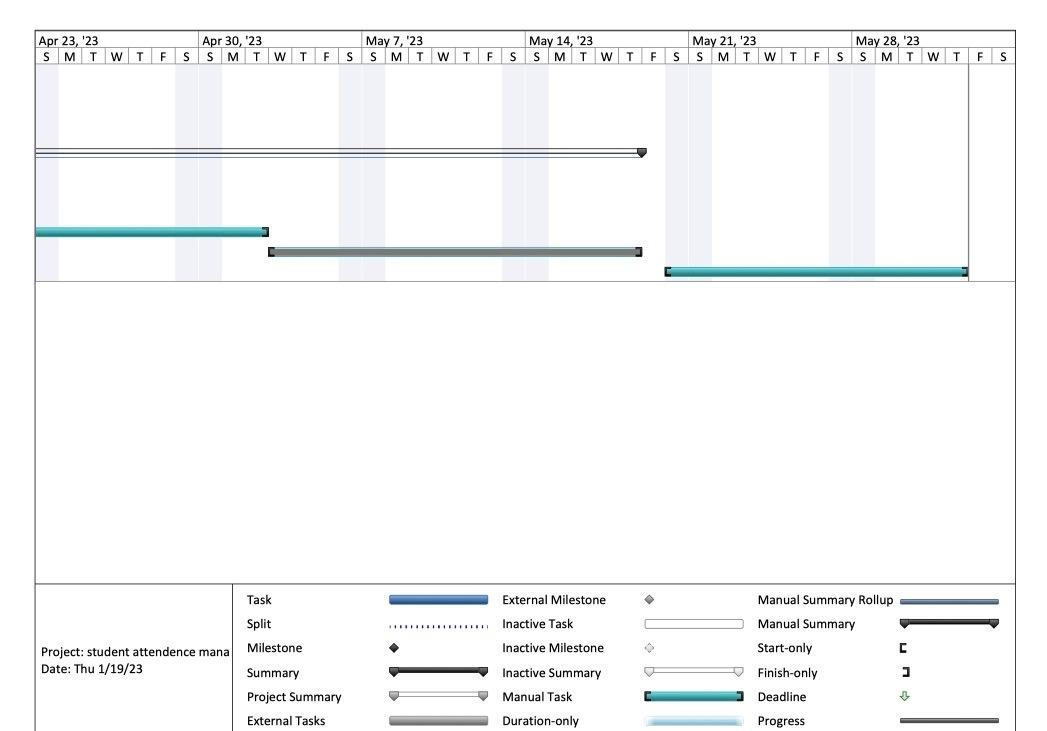 Apr 23, '23 Apr 30, '23 May 7, '23 May 14, '23 May 21, '23 May 28, '23
S M T W T F S S M T W T F S S M T W T F S S M T W T F S S M T W T F S S M T W T F S
Task External Milestone Manual Summary Rollup
Split Inactive Task Manual Summary
Project: student attendence mana Milestone Inactive Milestone Start-only
Date: Thu 1/19/23 Summary Inactive Summary Finish-only
Project Summary Manual Task Deadline
External Tasks Duration-only Progress